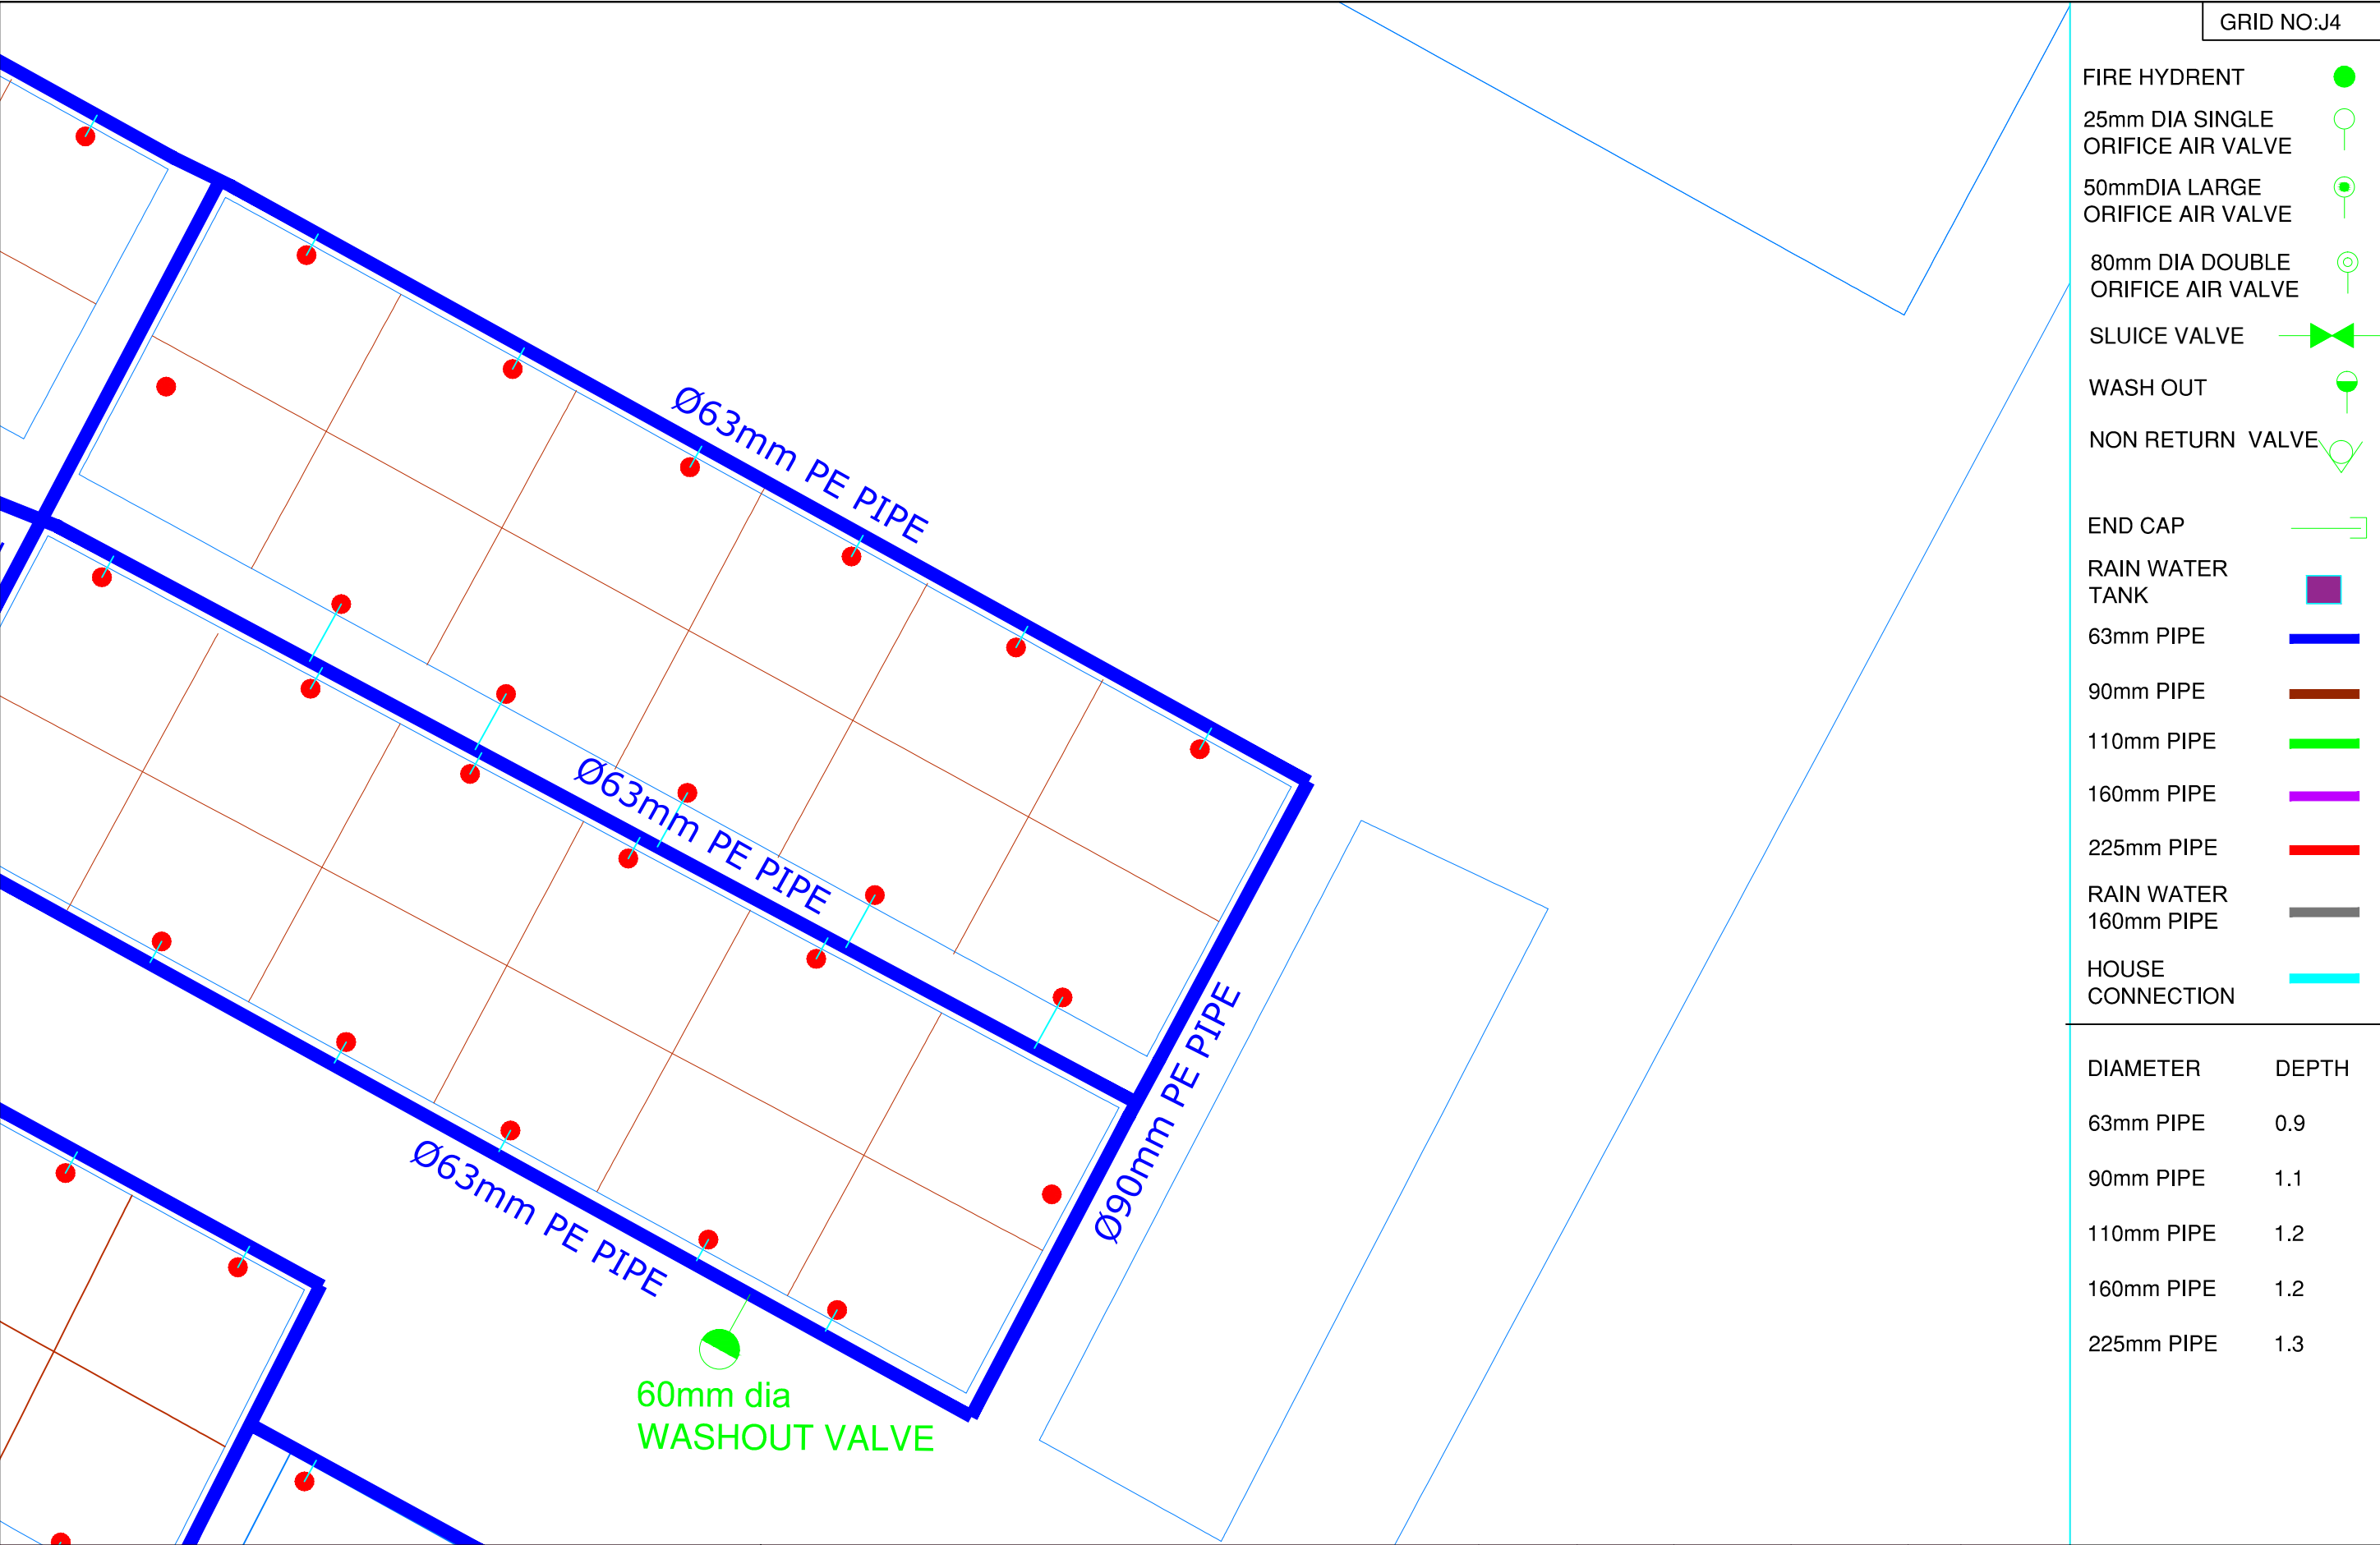 GRID NO:J4
FIRE HYDRENT
25mm DIA SINGLE
ORIFICE AIR VALVE
50mmDIA LARGE
ORIFICE AIR VALVE
80mm DIA DOUBLE
ORIFICE AIR VALVE
SLUICE VALVE
WASH OUT
NON RETURN VALVE
END CAP
RAIN WATER
TANK
63mm PIPE
90mm PIPE
110mm PIPE
160mm PIPE
225mm PIPE
RAIN WATER
160mm PIPE
HOUSE
CONNECTION
DIAMETER DEPTH
63mm PIPE 0.9
90mm PIPE 1.1
110mm PIPE 1.2
160mm PIPE 1.2
225mm PIPE 1.3
Ø63mm PE PIPE
Ø63mm PE PIPE
Ø90mm PE PIPE
Ø63mm PE PIPE
60mm dia
WASHOUT VALVE